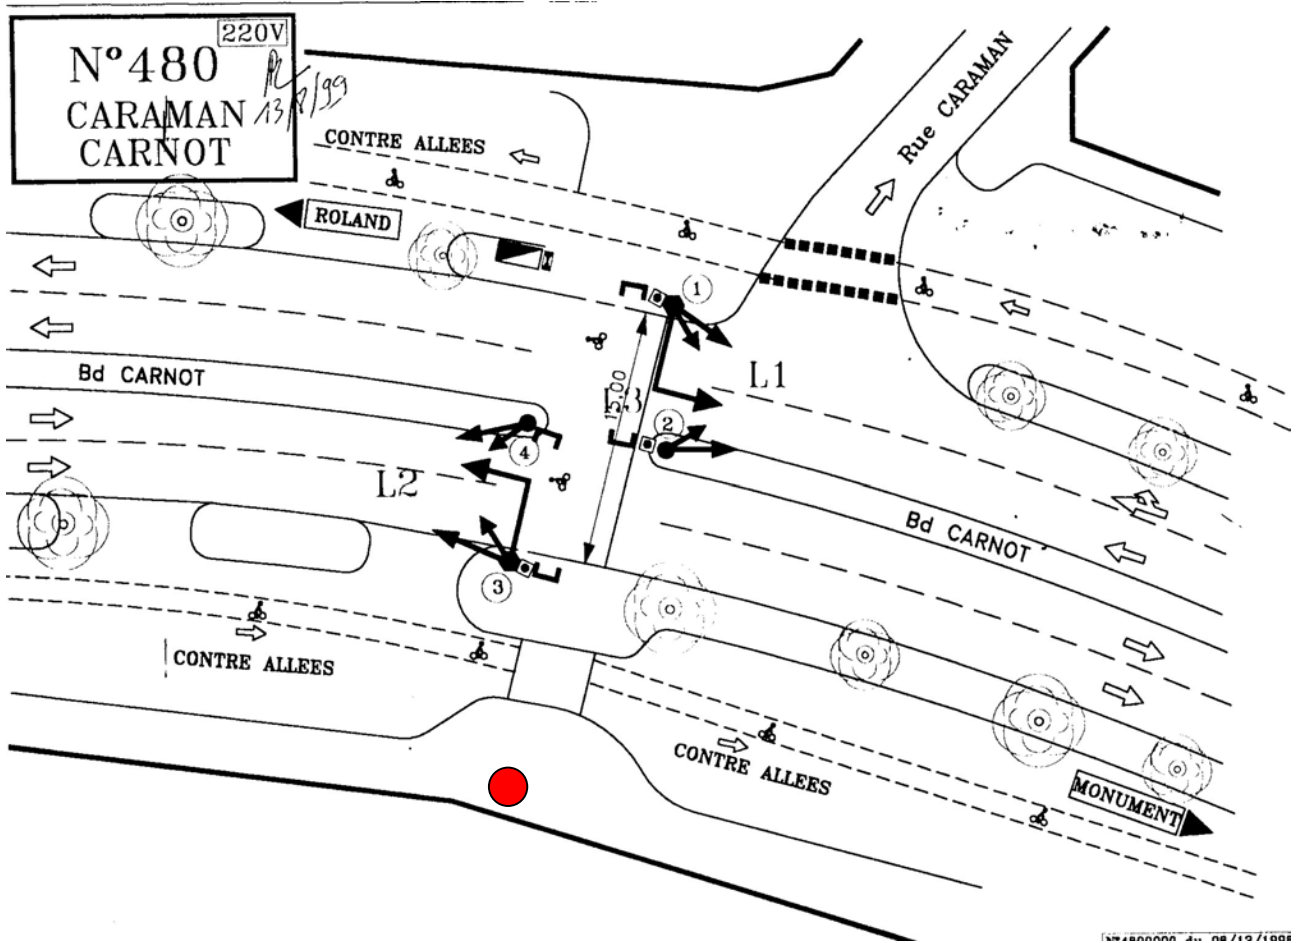 220V
N°480
CARAMAN
CARNOT
13/8/99
CONTRE ALLEES
Rue CARAMAN
ROLAND
1
L1
Bd CARNOT
15.00
2
4
L2
Bd CARNOT
3
CONTRE ALLEES
CONTRE ALLEES
MONUMENT